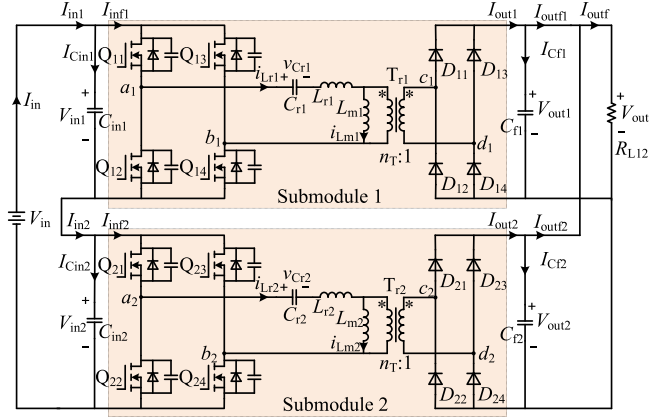 I_in1 I_inf1 I_out1 I_outf1 I_outf
I_Cin1 Q_11 Q_13 v_Cr1 D_11 D_13 I_Cf1
I_in a_1 i_Lr1 + − C_r1 L_r1 L_m1 * T_r1 * c_1
+ V_in1 − C_in1 + V_out1 − C_f1 + V_out −
b_1 i_Lm1 n_T:1 d_1 R_L12
Q_12 Q_14 D_12 D_14
Submodule 1
V_in
I_in2 I_inf2 I_out2 I_outf2
I_Cin2 Q_21 Q_23 v_Cr2 D_21 D_23 I_Cf2
a_2 i_Lr2 + − C_r2 L_r2 L_m2 * T_r2 * c_2
+ V_in2 − C_in2 + V_out2 − C_f2
b_2 i_Lm2 n_T:1 d_2
Q_22 Q_24 D_22 D_24
Submodule 2